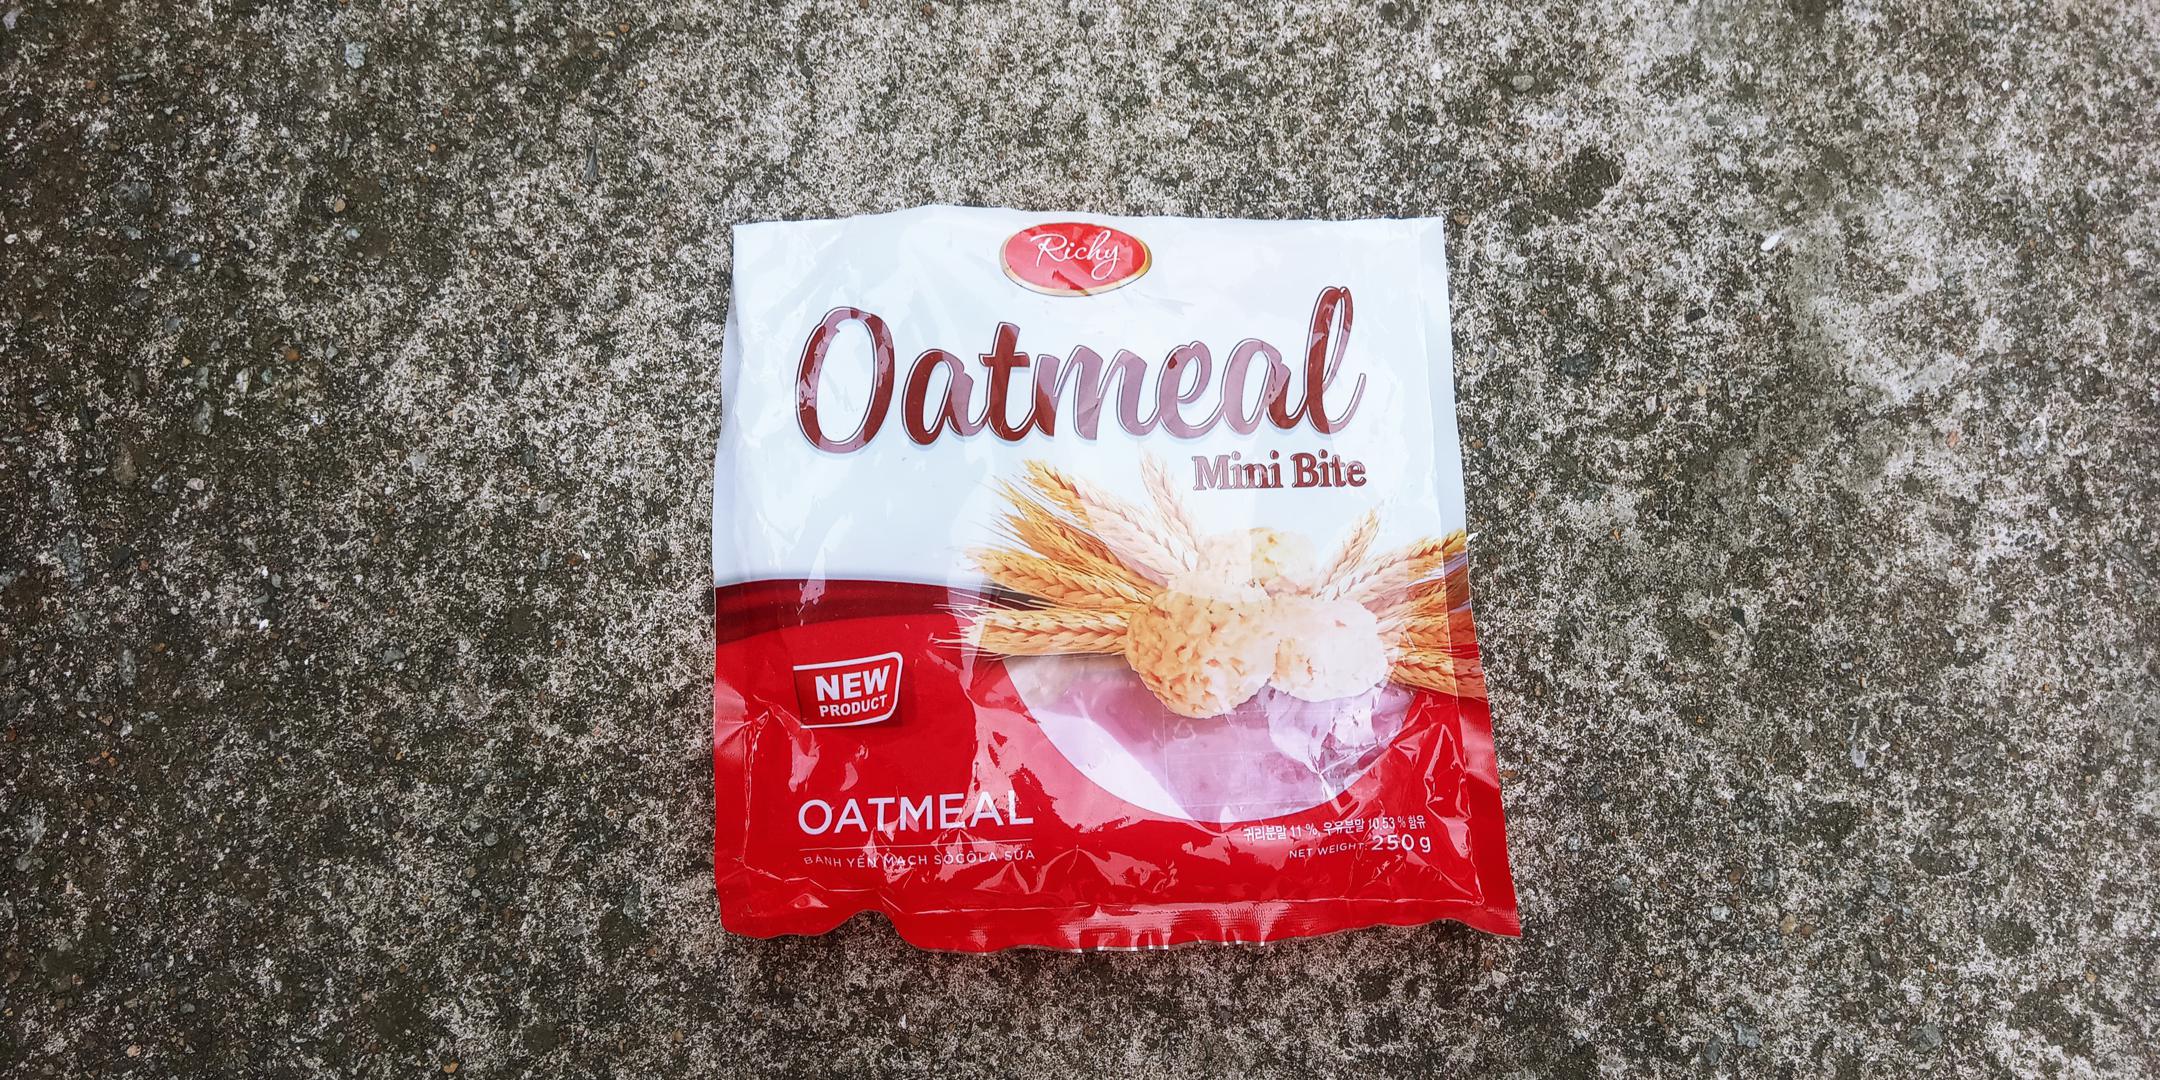 Richy
Oatmeal
Mini Bite
NEW
PRODUCT
OATMEAL
BÁNH YẾN MẠCH SOCOLA SỮA
귀리분말 11 %, 우유분말 10.53 % 함유
NET WEIGHT: 250 g